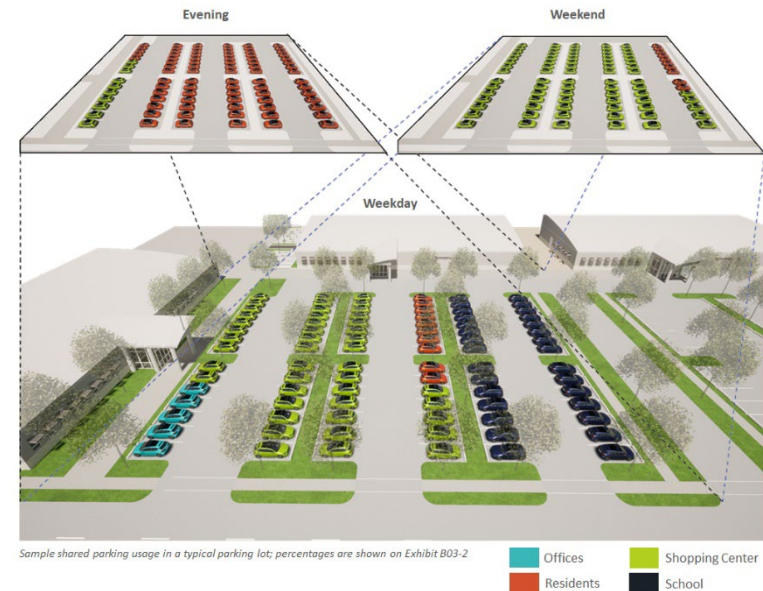 Evening
Weekend
Weekday
Sample shared parking usage in a typical parking lot; percentages are shown on Exhibit B03-2
Offices
Shopping Center
Residents
School